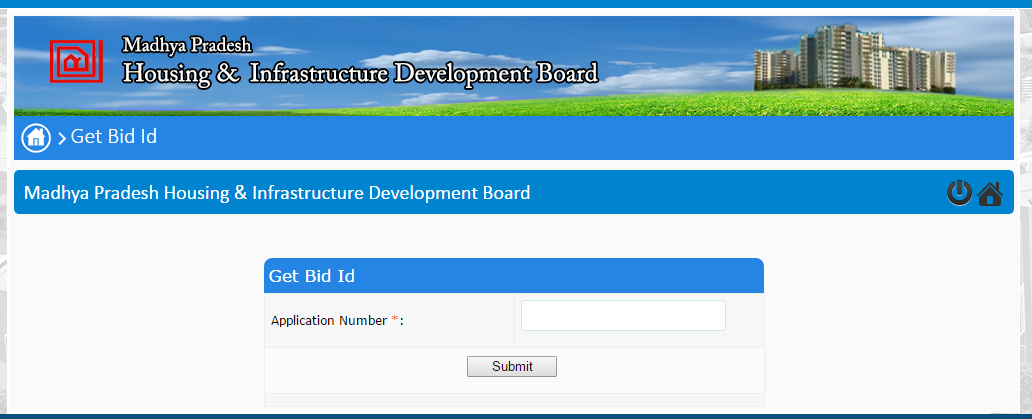 Madhya Pradesh
Housing & Infrastructure Development Board
> Get Bid Id
Madhya Pradesh Housing & Infrastructure Development Board
Get Bid Id
Application Number *:
Submit